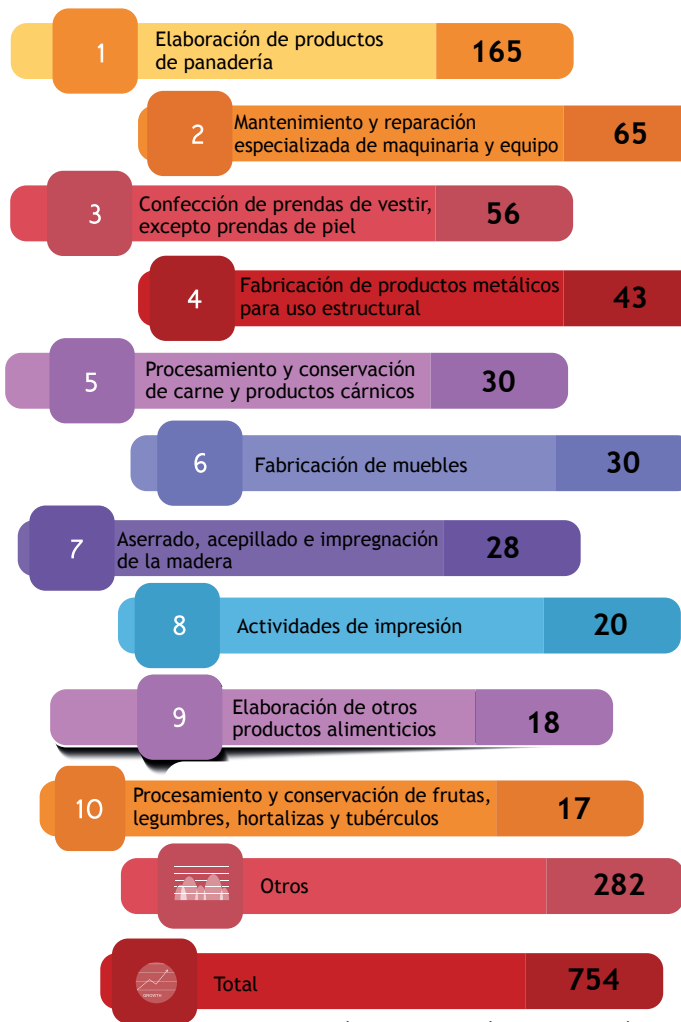 1
Elaboración de productos
de panadería
165
2
Mantenimiento y reparación
especializada de maquinaria y equipo
65
3
Confección de prendas de vestir,
excepto prendas de piel
56
4
Fabricación de productos metálicos
para uso estructural
43
5
Procesamiento y conservación
de carne y productos cárnicos
30
6
Fabricación de muebles
30
7
Aserrado, acepillado e impregnación
de la madera
28
8
Actividades de impresión
20
9
Elaboración de otros
productos alimenticios
18
10
Procesamiento y conservación de frutas,
legumbres, hortalizas y tubérculos
17
Otros
282
GROWTH
Total
754